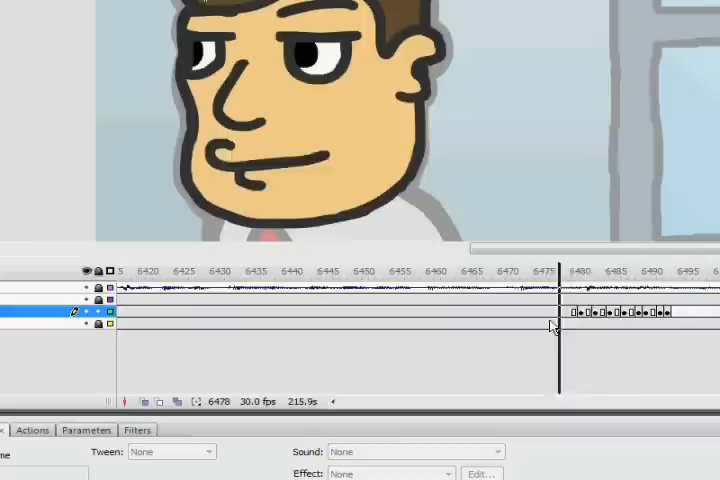 5 6420 6425 6430 6435 6440 6445 6450 6455 6460 6465 6470 6475 6480 6485 6490 6495
6478 30.0 fps 215.9s
Actions Parameters Filters
me Tween: None Sound: None
Effect: None Edit...